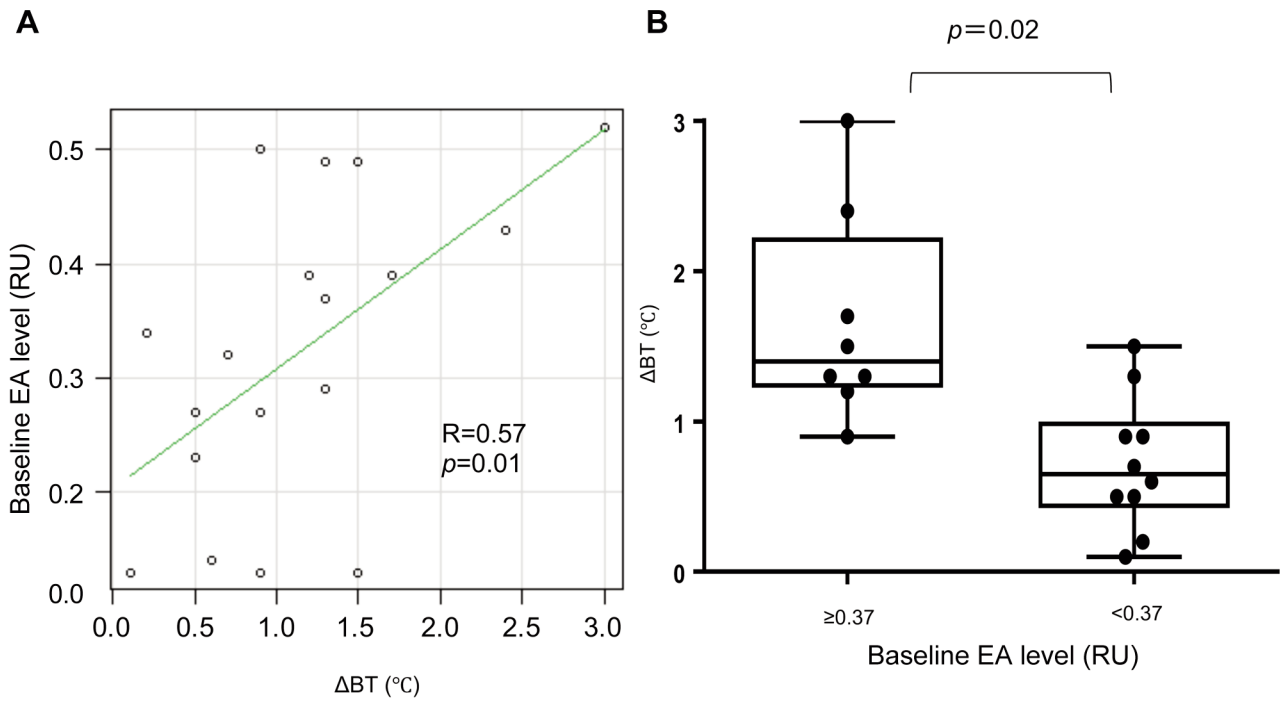 A
Baseline EA level (RU)
0.5
0.4
0.3
0.2
0.0
R=0.57
p=0.01
0.0 0.5 1.0 1.5 2.0 2.5 3.0
ΔBT (℃)
B
p＝0.02
ΔBT (℃)
3
2
1
0
≥0.37 <0.37
Baseline EA level (RU)